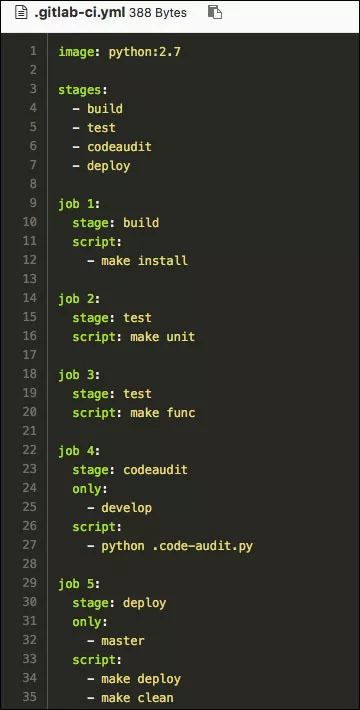 .gitlab-ci.yml 388 Bytes
1 image: python:2.7
2
3 stages:
4   - build
5   - test
6   - codeaudit
7   - deploy
8
9 job 1:
10   stage: build
11   script:
12     - make install
13
14 job 2:
15   stage: test
16   script: make unit
17
18 job 3:
19   stage: test
20   script: make func
21
22 job 4:
23   stage: codeaudit
24   only:
25     - develop
26   script:
27     - python .code-audit.py
28
29 job 5:
30   stage: deploy
31   only:
32     - master
33   script:
34     - make deploy
35     - make clean